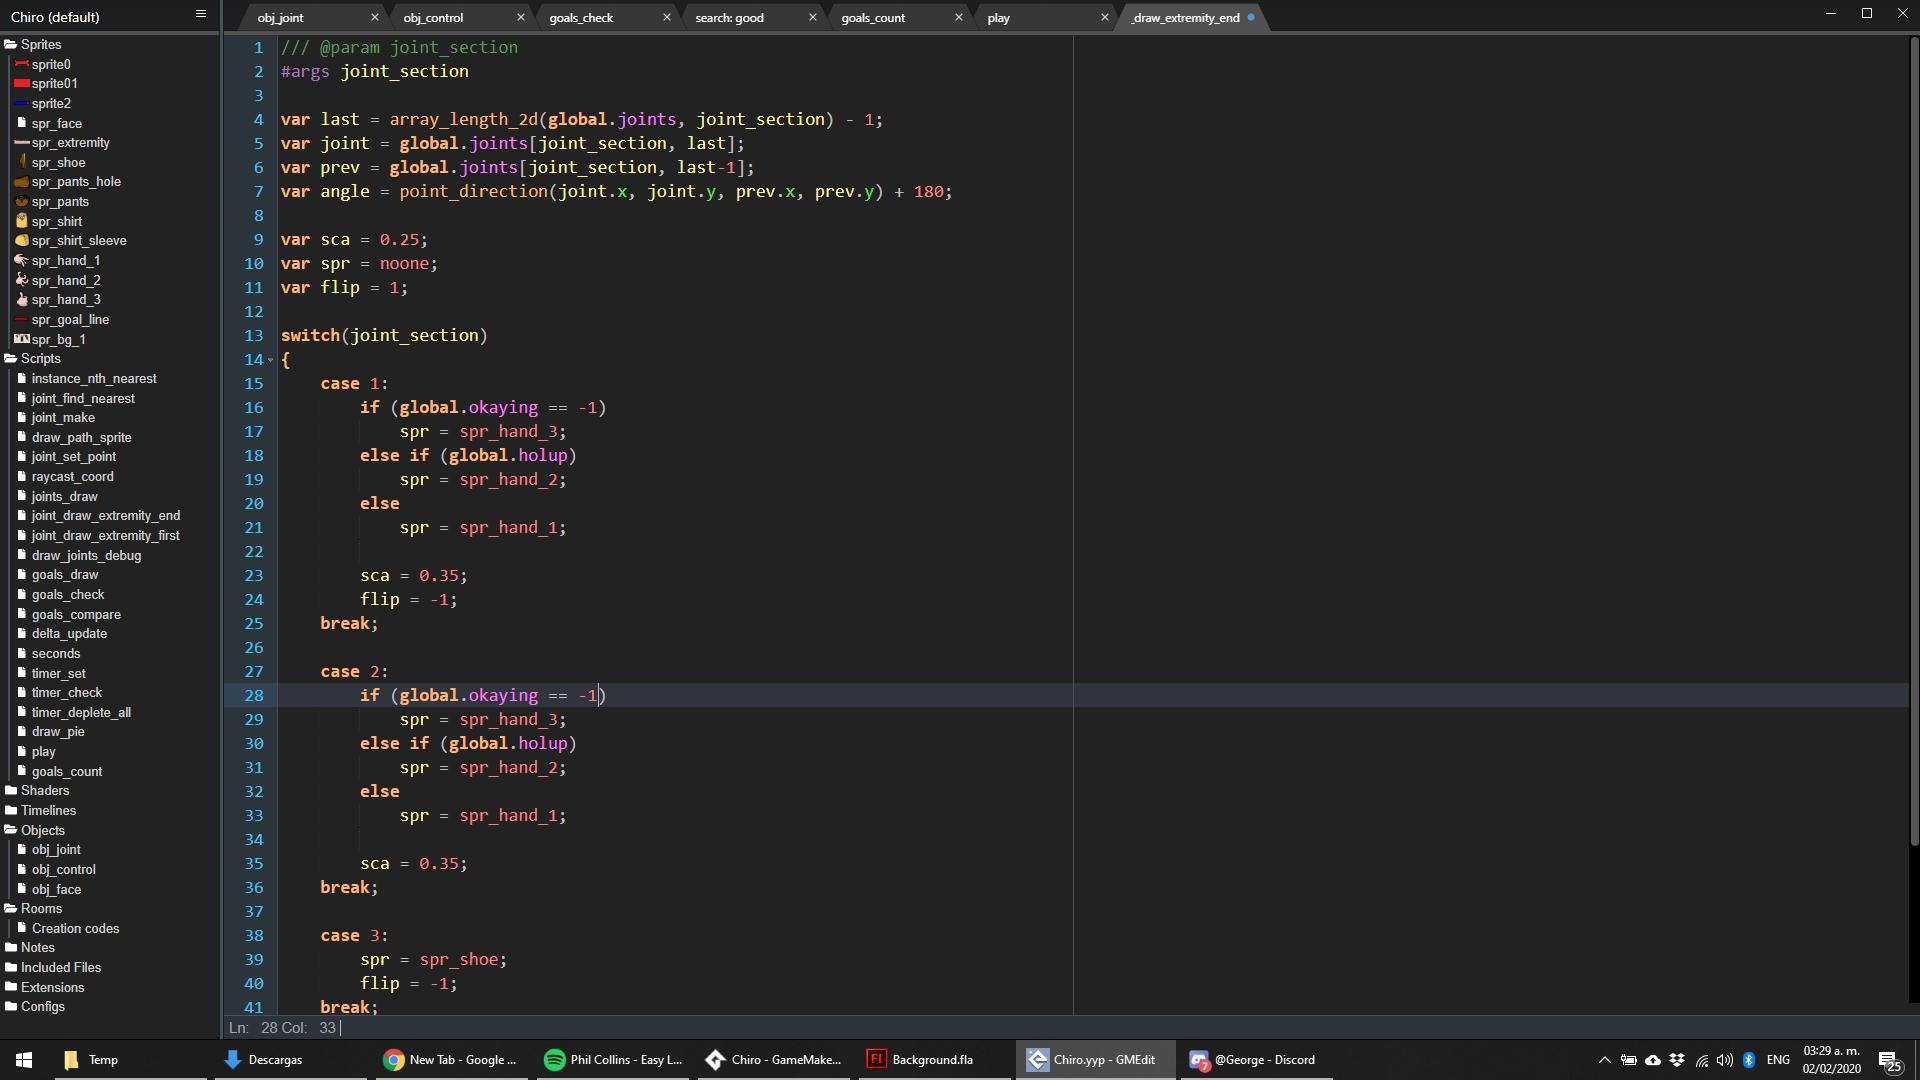 Chiro (default)
obj_joint
obj_control
goals_check
search: good
goals_count
play
_draw_extremity_end
Sprites
sprite0
sprite01
sprite2
spr_face
spr_extremity
spr_shoe
spr_pants_hole
spr_pants
spr_shirt
spr_shirt_sleeve
spr_hand_1
spr_hand_2
spr_hand_3
spr_goal_line
spr_bg_1
Scripts
instance_nth_nearest
joint_find_nearest
joint_make
draw_path_sprite
joint_set_point
raycast_coord
joints_draw
joint_draw_extremity_end
joint_draw_extremity_first
draw_joints_debug
goals_draw
goals_check
goals_compare
delta_update
seconds
timer_set
timer_check
timer_deplete_all
draw_pie
play
goals_count
Shaders
Timelines
Objects
obj_joint
obj_control
obj_face
Rooms
Creation codes
Notes
Included Files
Extensions
Configs
1 /// @param joint_section
2 #args joint_section
3
4 var last = array_length_2d(global.joints, joint_section) - 1;
5 var joint = global.joints[joint_section, last];
6 var prev = global.joints[joint_section, last-1];
7 var angle = point_direction(joint.x, joint.y, prev.x, prev.y) + 180;
8
9 var sca = 0.25;
10 var spr = noone;
11 var flip = 1;
12
13 switch(joint_section)
14 {
15     case 1:
16         if (global.okaying == -1)
17             spr = spr_hand_3;
18         else if (global.holup)
19             spr = spr_hand_2;
20         else
21             spr = spr_hand_1;
22
23         sca = 0.35;
24         flip = -1;
25     break;
26
27     case 2:
28         if (global.okaying == -1)
29             spr = spr_hand_3;
30         else if (global.holup)
31             spr = spr_hand_2;
32         else
33             spr = spr_hand_1;
34
35         sca = 0.35;
36     break;
37
38     case 3:
39         spr = spr_shoe;
40         flip = -1;
41     break;
Ln: 28 Col: 33
Temp
Descargas
New Tab - Google ...
Phil Collins - Easy L...
Chiro - GameMake...
Fl
Background.fla
Chiro.yyp - GMEdit
7
@George - Discord
ENG
03:29 a. m.
02/02/2020
25